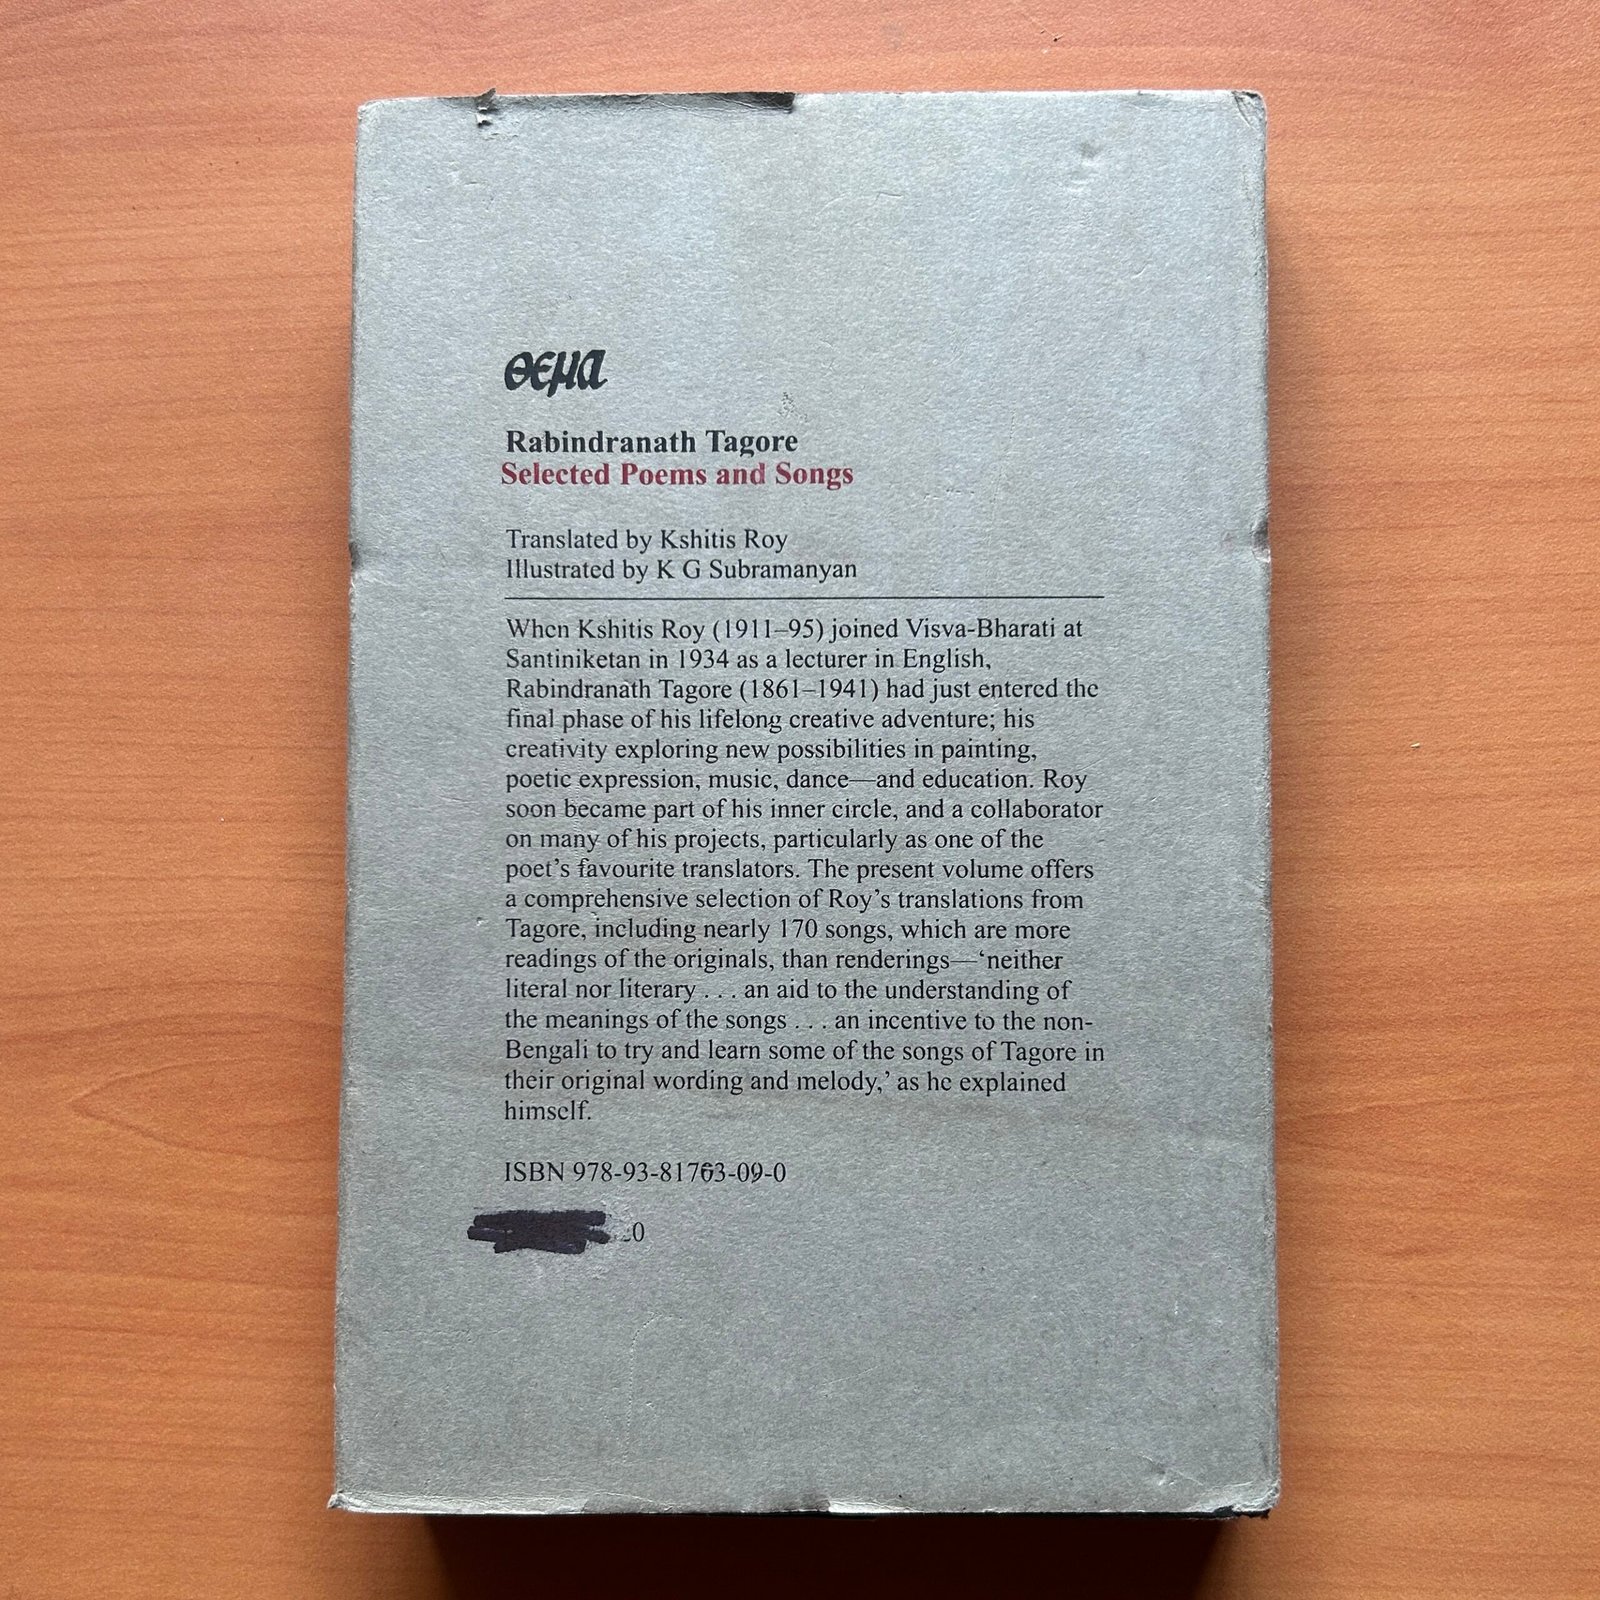 θεμα
Rabindranath Tagore
Selected Poems and Songs
Translated by Kshitis Roy
Illustrated by K G Subramanyan
When Kshitis Roy (1911–95) joined Visva-Bharati at
Santiniketan in 1934 as a lecturer in English,
Rabindranath Tagore (1861–1941) had just entered the
final phase of his lifelong creative adventure; his
creativity exploring new possibilities in painting,
poetic expression, music, dance—and education. Roy
soon became part of his inner circle, and a collaborator
on many of his projects, particularly as one of the
poet’s favourite translators. The present volume offers
a comprehensive selection of Roy’s translations from
Tagore, including nearly 170 songs, which are more
readings of the originals, than renderings—‘neither
literal nor literary . . . an aid to the understanding of
the meanings of the songs . . . an incentive to the non-
Bengali to try and learn some of the songs of Tagore in
their original wording and melody,’ as he explained
himself.
ISBN 978-93-81763-09-0